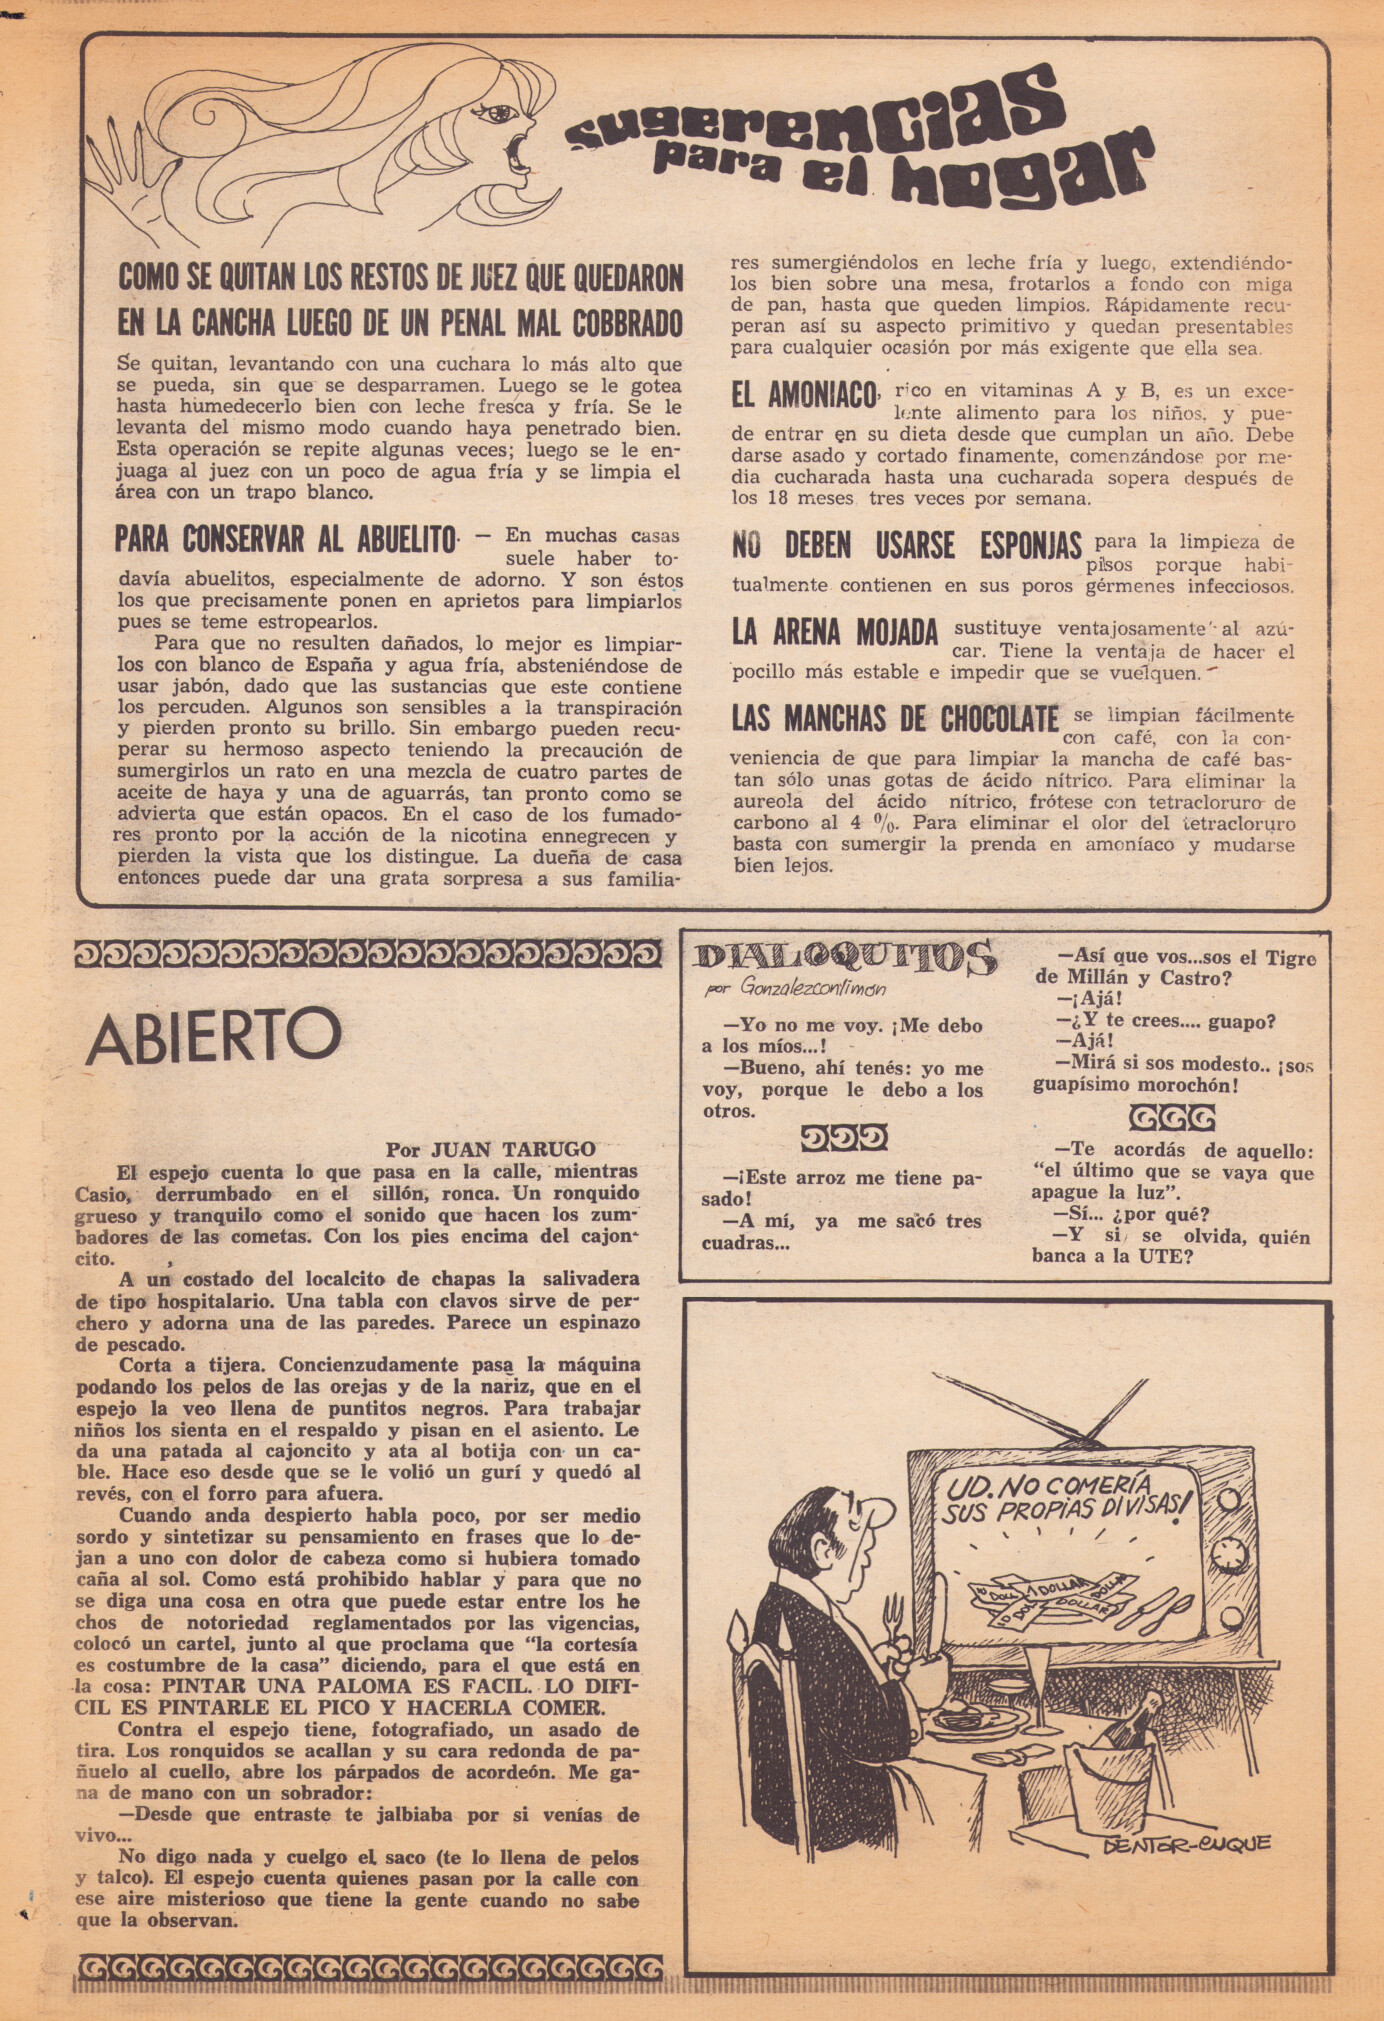 sugerencias
para el hogar
COMO SE QUITAN LOS RESTOS DE JUEZ QUE QUEDARON
EN LA CANCHA LUEGO DE UN PENAL MAL COBBRADO
Se quitan, levantando con una cuchara lo más alto que
se pueda, sin que se desparramen. Luego se le gotea
hasta humedecerlo bien con leche fresca y fría. Se le
levanta del mismo modo cuando haya penetrado bien.
Esta operación se repite algunas veces; luego se le en-
juaga al juez con un poco de agua fría y se limpia el
área con un trapo blanco.
PARA CONSERVAR AL ABUELITO. — En muchas casas
suele haber to-
davía abuelitos, especialmente de adorno. Y son éstos
los que precisamente ponen en aprietos para limpiarlos
pues se teme estropearlos.
Para que no resulten dañados, lo mejor es limpiar-
los con blanco de España y agua fría, absteniéndose de
usar jabón, dado que las sustancias que este contiene
los percuden. Algunos son sensibles a la transpiración
y pierden pronto su brillo. Sin embargo pueden recu-
perar su hermoso aspecto teniendo la precaución de
sumergirlos un rato en una mezcla de cuatro partes de
aceite de haya y una de aguarrás, tan pronto como se
advierta que están opacos. En el caso de los fumado-
res pronto por la acción de la nicotina ennegrecen y
pierden la vista que los distingue. La dueña de casa
entonces puede dar una grata sorpresa a sus familia-
res sumergiéndolos en leche fría y luego, extendiéndo-
los bien sobre una mesa, frotarlos a fondo con miga
de pan, hasta que queden limpios. Rápidamente recu-
peran así su aspecto primitivo y quedan presentables
para cualquier ocasión por más exigente que ella sea.
EL AMONIACO, rico en vitaminas A y B, es un exce-
lente alimento para los niños, y pue-
de entrar en su dieta desde que cumplan un año. Debe
darse asado y cortado finamente, comenzándose por me-
dia cucharada hasta una cucharada sopera después de
los 18 meses tres veces por semana.
NO DEBEN USARSE ESPONJAS para la limpieza de
pisos porque habi-
tualmente contienen en sus poros gérmenes infecciosos.
LA ARENA MOJADA sustituye ventajosamente al azú-
car. Tiene la ventaja de hacer el
pocillo más estable e impedir que se vuelquen.
LAS MANCHAS DE CHOCOLATE se limpian fácilmente
con café, con la con-
veniencia de que para limpiar la mancha de café bas-
tan sólo unas gotas de ácido nítrico. Para eliminar la
aureola del ácido nítrico, frótese con tetracloruro de
carbono al 4 %. Para eliminar el olor del tetracloruro
basta con sumergir la prenda en amoníaco y mudarse
bien lejos.
ABIERTO
Por JUAN TARUGO
El espejo cuenta lo que pasa en la calle, mientras
Casio, derrumbado en el sillón, ronca. Un ronquido
grueso y tranquilo como el sonido que hacen los zum-
badores de las cometas. Con los pies encima del cajon-
cito.
A un costado del localcito de chapas la salivadera
de tipo hospitalario. Una tabla con clavos sirve de per-
chero y adorna una de las paredes. Parece un espinazo
de pescado.
Corta a tijera. Concienzudamente pasa la máquina
podando los pelos de las orejas y de la nariz, que en el
espejo la veo llena de puntitos negros. Para trabajar
niños los sienta en el respaldo y pisan en el asiento. Le
da una patada al cajoncito y ata al botija con un ca-
ble. Hace eso desde que se le volió un gurí y quedó al
revés, con el forro para afuera.
Cuando anda despierto habla poco, por ser medio
sordo y sintetizar su pensamiento en frases que lo de-
jan a uno con dolor de cabeza como si hubiera tomado
caña al sol. Como está prohibido hablar y para que no
se diga una cosa en otra que puede estar entre los he
chos de notoriedad reglamentados por las vigencias,
colocó un cartel, junto al que proclama que "la cortesía
es costumbre de la casa" diciendo, para el que está en
la cosa: PINTAR UNA PALOMA ES FACIL. LO DIFI-
CIL ES PINTARLE EL PICO Y HACERLA COMER.
Contra el espejo tiene, fotografiado, un asado de
tira. Los ronquidos se acallan y su cara redonda de pa-
ñuelo al cuello, abre los párpados de acordeón. Me ga-
na de mano con un sobrador:
—Desde que entraste te jalbiaba por si venías de
vivo...
No digo nada y cuelgo el saco (te lo llena de pelos
y talco). El espejo cuenta quienes pasan por la calle con
ese aire misterioso que tiene la gente cuando no sabe
que la observan.
DIALOQUITOS
por Gonzalezconlimón
—Yo no me voy. ¡Me debo
a los míos...!
—Bueno, ahí tenés: yo me
voy, porque le debo a los
otros.
—¡Este arroz me tiene pa-
sado!
—A mí, ya me sacó tres
cuadras...
—Así que vos...sos el Tigre
de Millán y Castro?
—¡Ajá!
—¿Y te crees.... guapo?
—Ajá!
—Mirá si sos modesto.. ¡sos
guapísimo morochón!
—Te acordás de aquello:
"el último que se vaya que
apague la luz".
—Sí... ¿por qué?
—Y si se olvida, quién
banca a la UTE?
UD. NO COMERÍA
SUS PROPIAS DIVISAS!
DOLL 1 DOLLAR DOLLAR
DOL DOLLAR
DENTOR-CUQUE